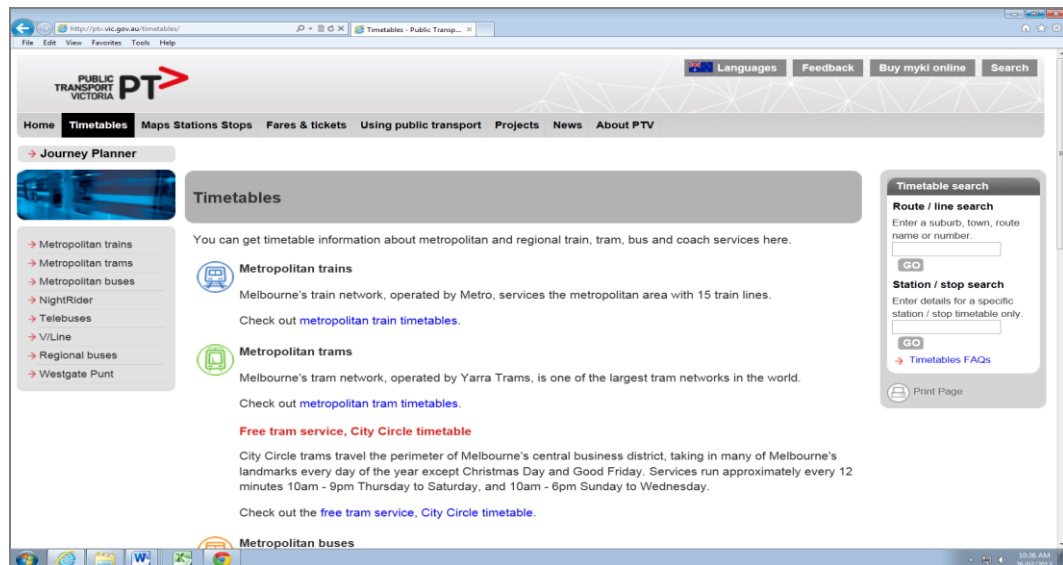 http://ptv.vic.gov.au/timetables/
Timetables - Public Transp...
File Edit View Favorites Tools Help
PUBLIC TRANSPORT VICTORIA PT
Languages Feedback Buy myki online Search
Home Timetables Maps Stations Stops Fares & tickets Using public transport Projects News About PTV
Journey Planner
Timetables
Metropolitan trains
Metropolitan trams
Metropolitan buses
NightRider
Telebuses
V/Line
Regional buses
Westgate Punt
You can get timetable information about metropolitan and regional train, tram, bus and coach services here.
Metropolitan trains
Melbourne's train network, operated by Metro, services the metropolitan area with 15 train lines.
Check out metropolitan train timetables.
Metropolitan trams
Melbourne's tram network, operated by Yarra Trams, is one of the largest tram networks in the world.
Check out metropolitan tram timetables.
Free tram service, City Circle timetable
City Circle trams travel the perimeter of Melbourne's central business district, taking in many of Melbourne's
landmarks every day of the year except Christmas Day and Good Friday. Services run approximately every 12
minutes 10am - 9pm Thursday to Saturday, and 10am - 6pm Sunday to Wednesday.
Check out the free tram service, City Circle timetable.
Metropolitan buses
Timetable search
Route / line search
Enter a suburb, town, route
name or number.
GO
Station / stop search
Enter details for a specific
station / stop timetable only.
GO
Timetables FAQs
Print Page
10:36 AM